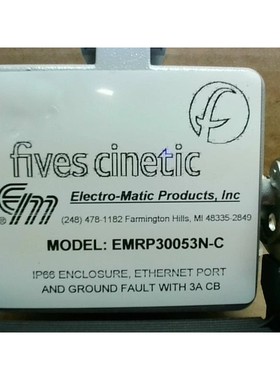 fives cinetic
Em Electro-Matic Products, Inc
(248) 478-1182 Farmington Hills, MI 48335-2849
MODEL: EMRP30053N-C
IP66 ENCLOSURE, ETHERNET PORT
AND GROUND FAULT WITH 3A CB